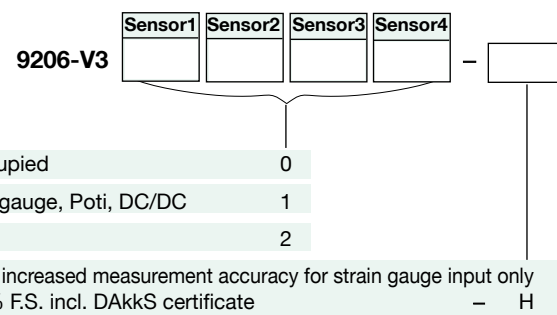 Sensor1 Sensor2 Sensor3 Sensor4
9206-V3 –
0
gauge, Poti, DC/DC 1
2
increased measurement accuracy for strain gauge input only
% F.S. incl. DAkkS certificate – H